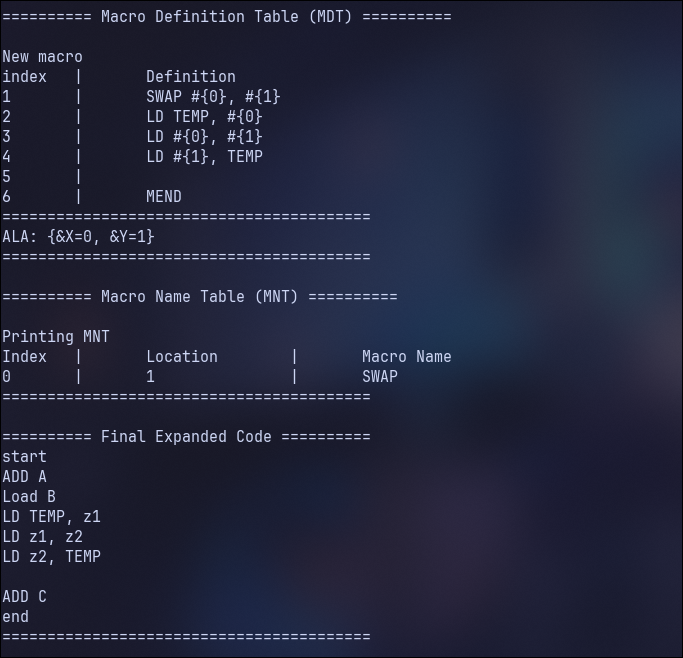 ========== Macro Definition Table (MDT) ==========
New macro
index   |       Definition
1       |       SWAP #{0}, #{1}
2       |       LD TEMP, #{0}
3       |       LD #{0}, #{1}
4       |       LD #{1}, TEMP
5       |
6       |       MEND
=========================================
ALA: {&X=0, &Y=1}
=========================================
========== Macro Name Table (MNT) ==========
Printing MNT
Index   |       Location        |       Macro Name
0       |       1               |       SWAP
=========================================
========== Final Expanded Code ==========
start
ADD A
Load B
LD TEMP, z1
LD z1, z2
LD z2, TEMP
ADD C
end
=========================================